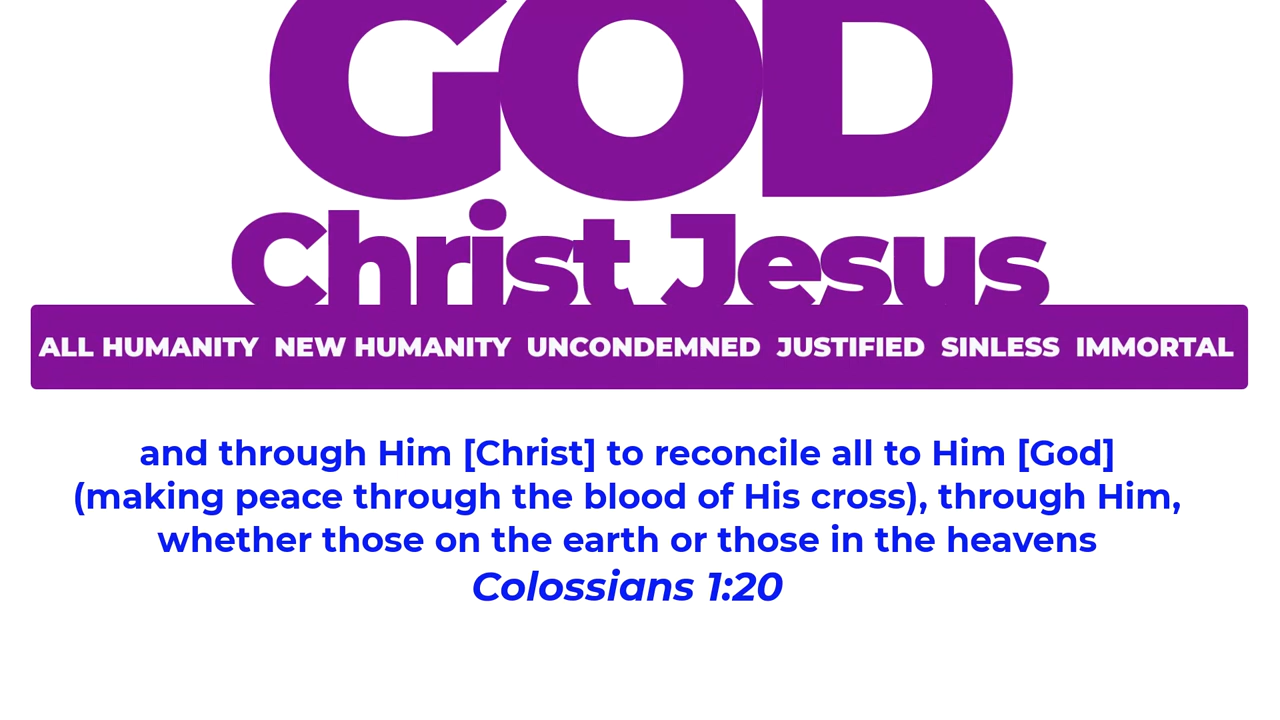 GOD
Christ Jesus
ALL HUMANITY NEW HUMANITY UNCONDEMNED JUSTIFIED SINLESS IMMORTAL
and through Him [Christ] to reconcile all to Him [God]
(making peace through the blood of His cross), through Him,
whether those on the earth or those in the heavens
Colossians 1:20